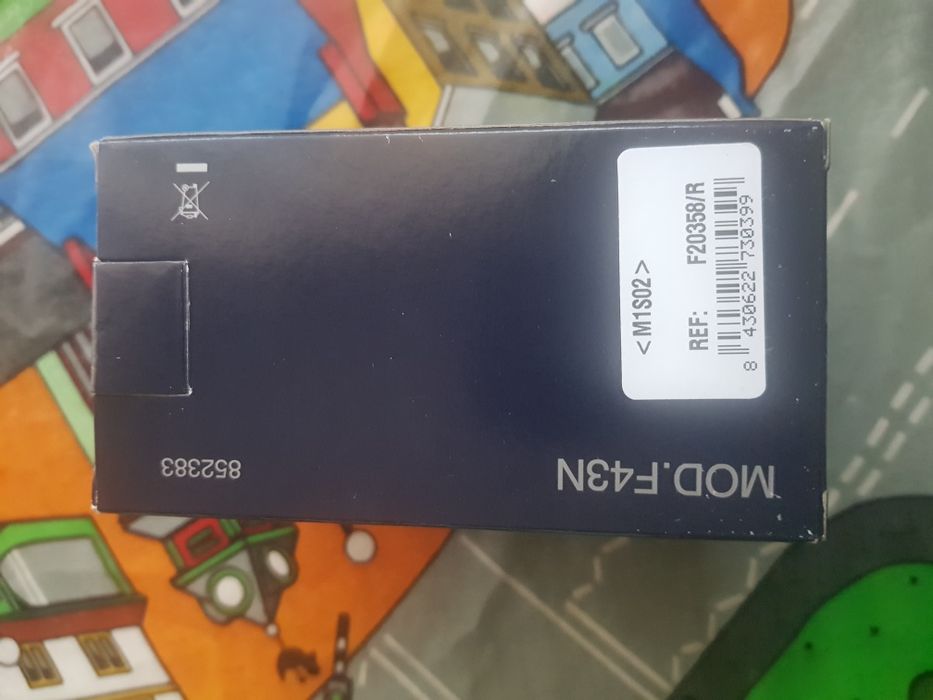 <M1S02>
REF: F20358/R
8 430622 730399
MOD.F43N
852383